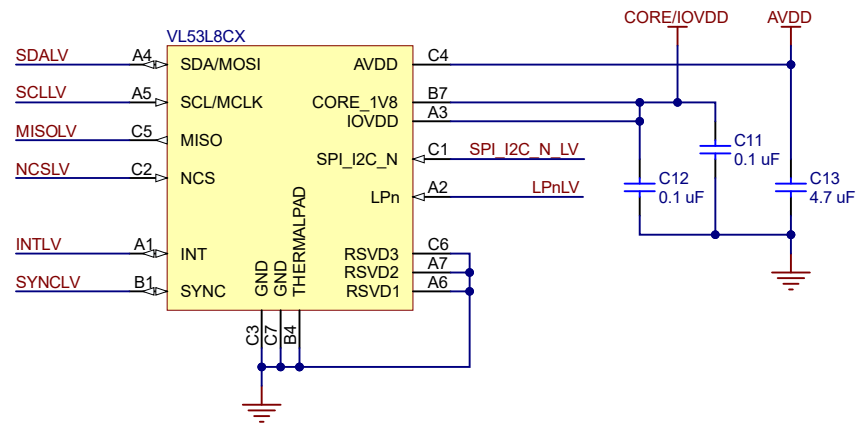 CORE/IOVDD
AVDD
VL53L8CX
SDALV A4 SDA/MOSI AVDD C4
SCLLV A5 SCL/MCLK CORE_1V8 B7
IOVDD A3
MISOLV C5 MISO
SPI_I2C_N C1 SPI_I2C_N_LV
NCSLV C2 NCS
LPn A2 LPnLV
C11
0.1 uF
C12
0.1 uF
C13
4.7 uF
INTLV A1 INT RSVD3 C6
RSVD2 A7
SYNCLV B1 SYNC RSVD1 A6
GND
GND
THERMALPAD
C3
C7
B4